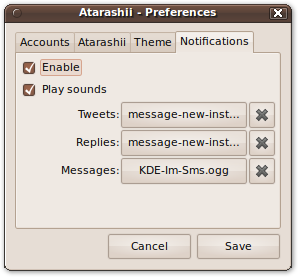 Atarashii - Preferences
Accounts Atarashii Theme Notifications
Enable
Play sounds
Tweets: message-new-inst...
Replies: message-new-inst...
Messages: KDE-Im-Sms.ogg
Cancel Save